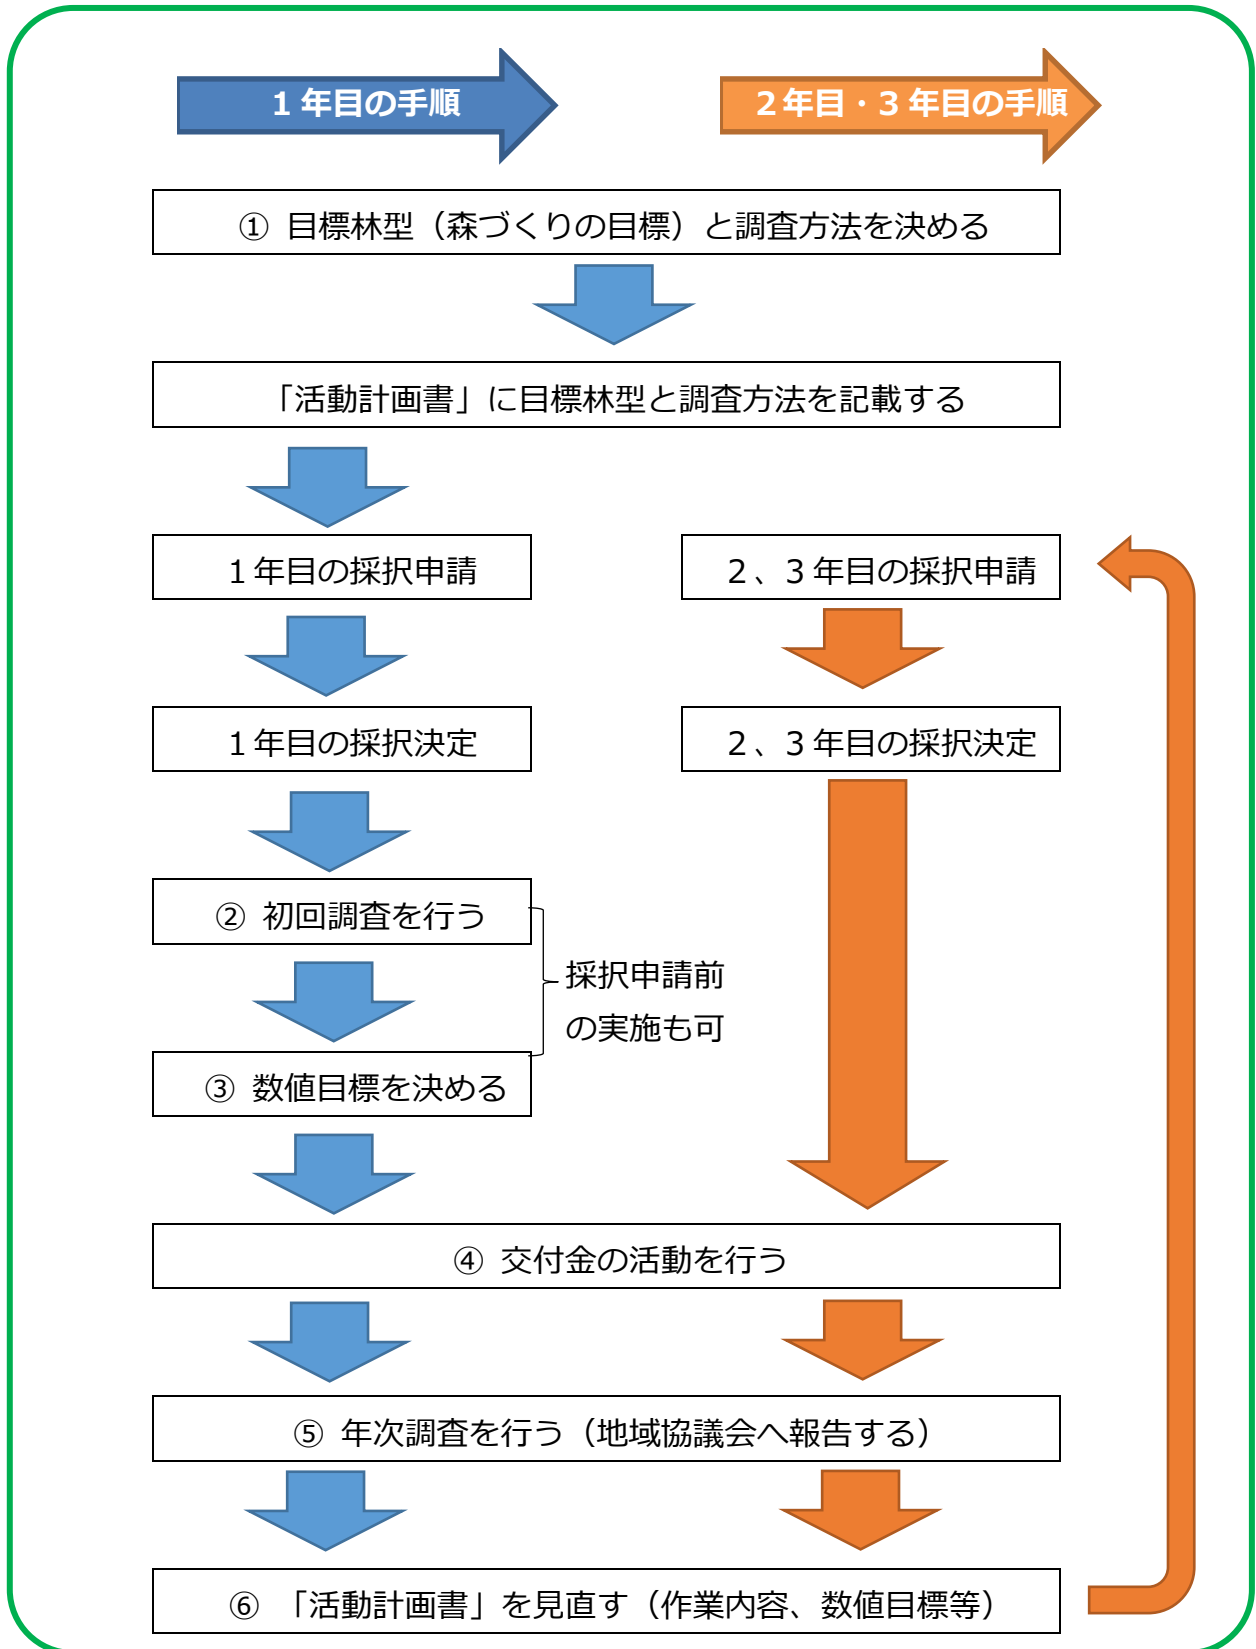 １年目の手順
２年目・３年目の手順
① 目標林型（森づくりの目標）と調査方法を決める
「活動計画書」に目標林型と調査方法を記載する
１年目の採択申請
２、３年目の採択申請
１年目の採択決定
２、３年目の採択決定
② 初回調査を行う
採択申請前
の実施も可
③ 数値目標を決める
④ 交付金の活動を行う
⑤ 年次調査を行う（地域協議会へ報告する）
⑥ 「活動計画書」を見直す（作業内容、数値目標等）